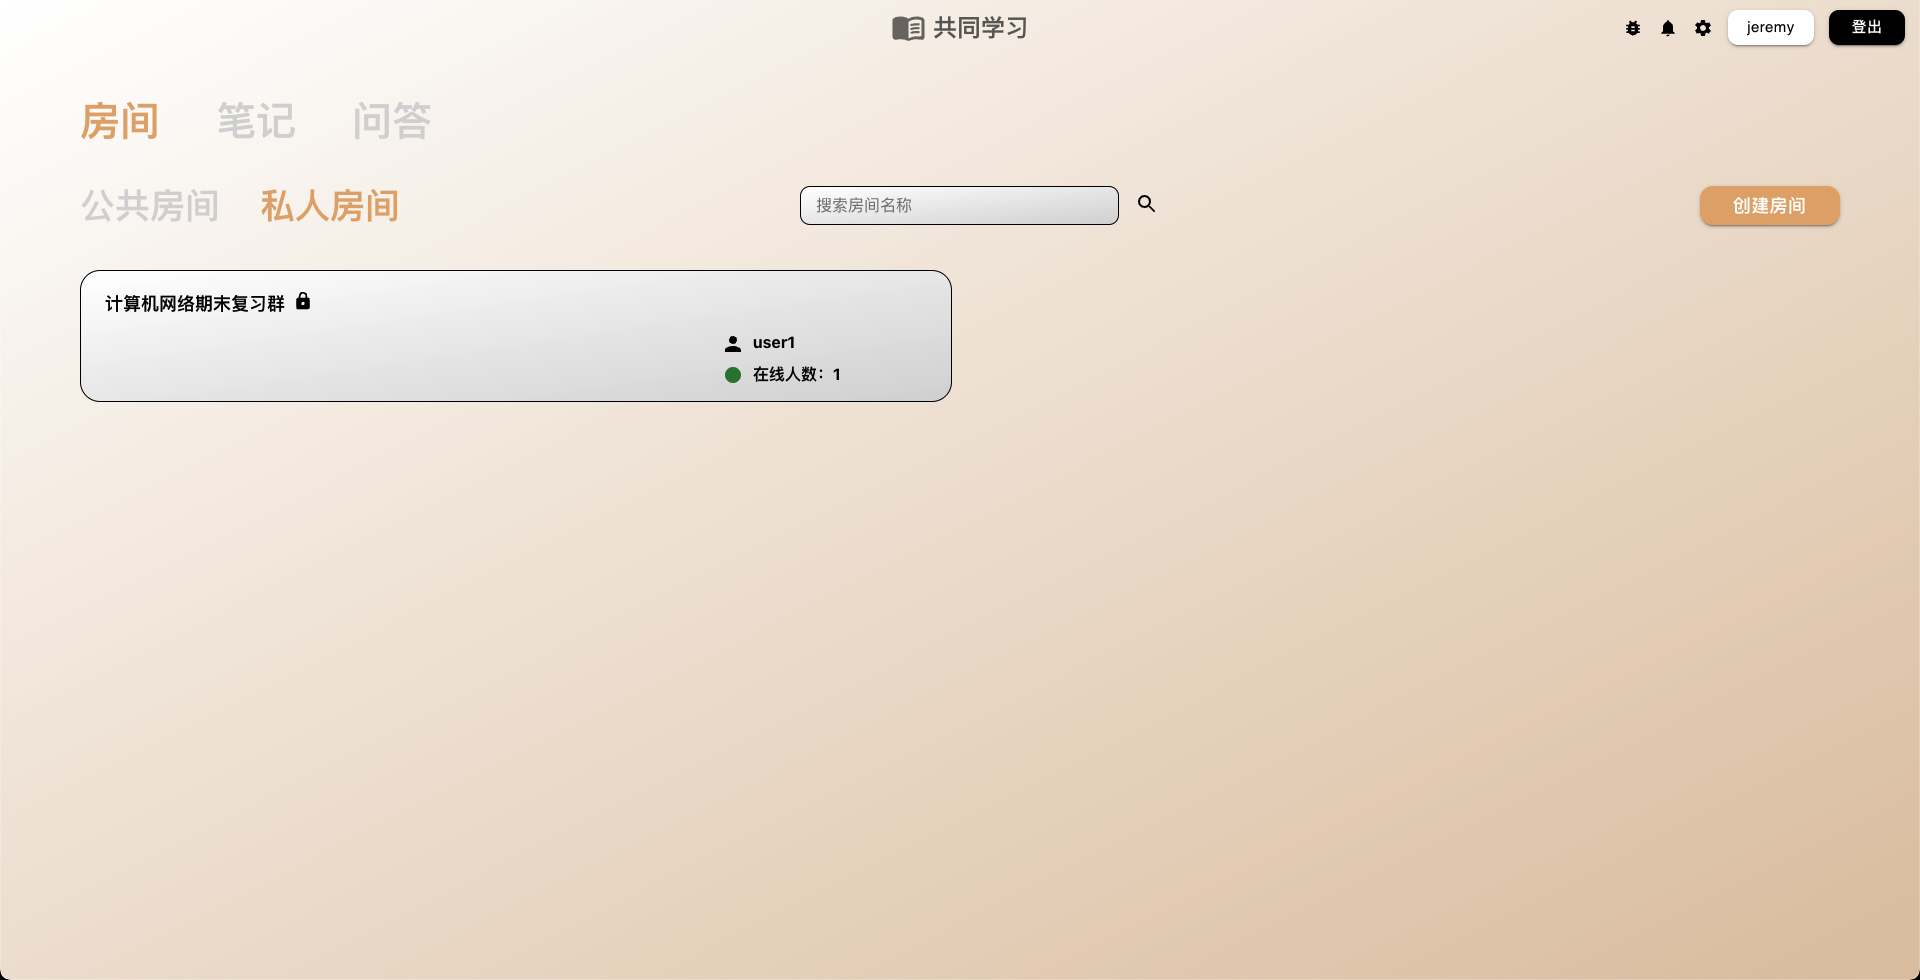 共同学习
jeremy
登出
房间 笔记 问答
公共房间 私人房间
搜索房间名称
创建房间
计算机网络期末复习群
user1
在线人数：1